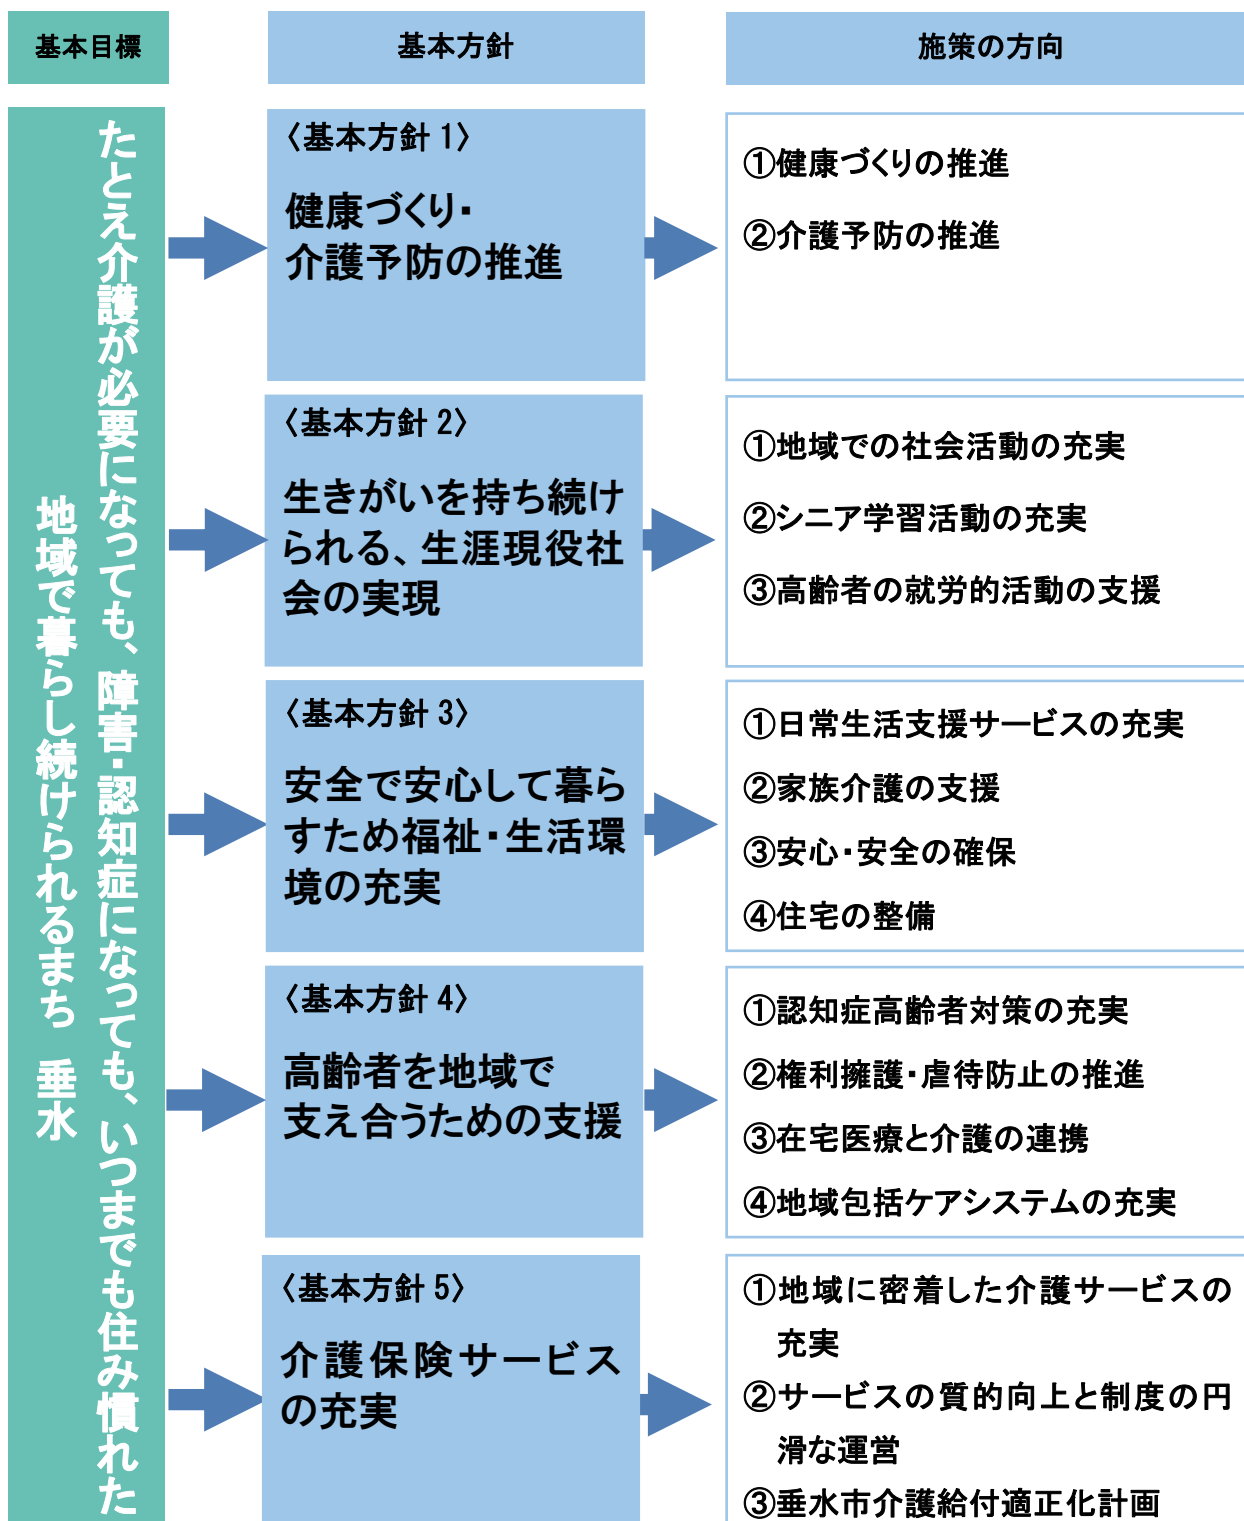 基本目標
基本方針
施策の方向
たとえ介護が必要になっても、障害・認知症になっても、いつまでも住み慣れた
地域で暮らし続けられるまち　垂水
〈基本方針 1〉
健康づくり・
介護予防の推進
①健康づくりの推進
②介護予防の推進
〈基本方針 2〉
生きがいを持ち続け
られる、生涯現役社
会の実現
①地域での社会活動の充実
②シニア学習活動の充実
③高齢者の就労的活動の支援
〈基本方針 3〉
安全で安心して暮ら
すため福祉・生活環
境の充実
①日常生活支援サービスの充実
②家族介護の支援
③安心・安全の確保
④住宅の整備
〈基本方針 4〉
高齢者を地域で
支え合うための支援
①認知症高齢者対策の充実
②権利擁護・虐待防止の推進
③在宅医療と介護の連携
④地域包括ケアシステムの充実
〈基本方針 5〉
介護保険サービス
の充実
①地域に密着した介護サービスの
充実
②サービスの質的向上と制度の円
滑な運営
③垂水市介護給付適正化計画